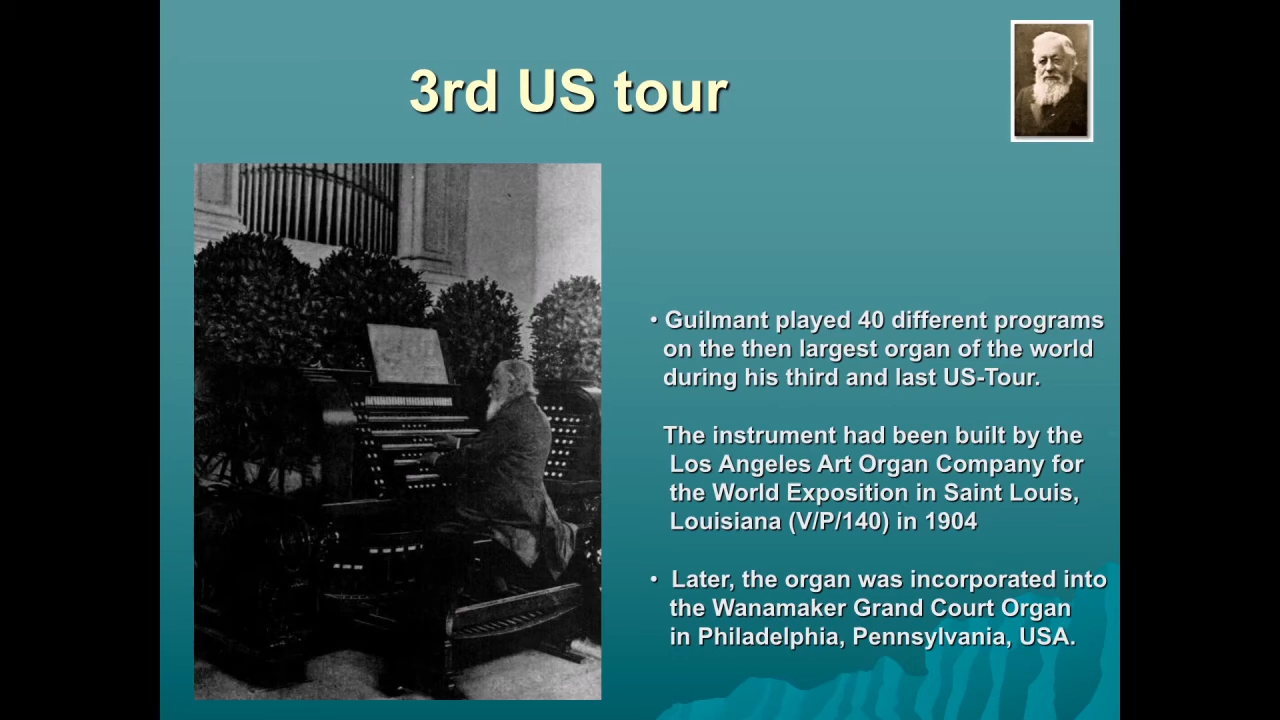 3rd US tour
• Guilmant played 40 different programs
on the then largest organ of the world
during his third and last US-Tour.
The instrument had been built by the
Los Angeles Art Organ Company for
the World Exposition in Saint Louis,
Louisiana (V/P/140) in 1904
• Later, the organ was incorporated into
the Wanamaker Grand Court Organ
in Philadelphia, Pennsylvania, USA.